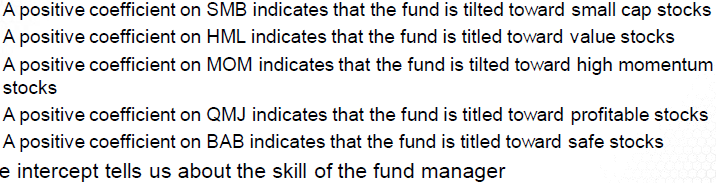 A positive coefficient on SMB indicates that the fund is tilted toward small cap stocks
A positive coefficient on HML indicates that the fund is titled toward value stocks
A positive coefficient on MOM indicates that the fund is tilted toward high momentum
stocks
A positive coefficient on QMJ indicates that the fund is titled toward profitable stocks
A positive coefficient on BAB indicates that the fund is titled toward safe stocks
e intercept tells us about the skill of the fund manager